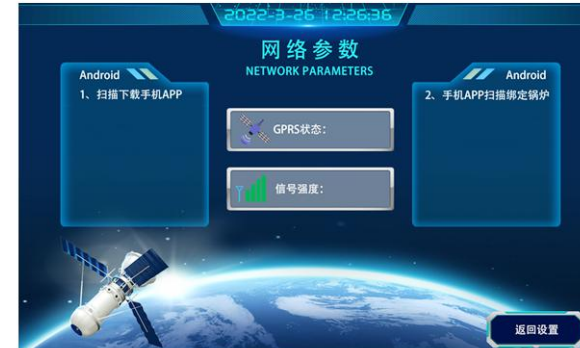 2022-3-26 12:26:36
网络参数
NETWORK PARAMETERS
Android
1、扫描下载手机APP
Android
2、手机APP扫描绑定锅炉
GPRS状态：
信号强度：
返回设置